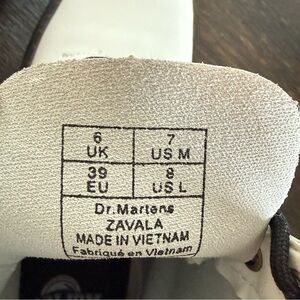 6 7
UK US M
39 8
EU US L
Dr.Martens
ZAVALA
MADE IN VIETNAM
Fabriqué en Vietnam